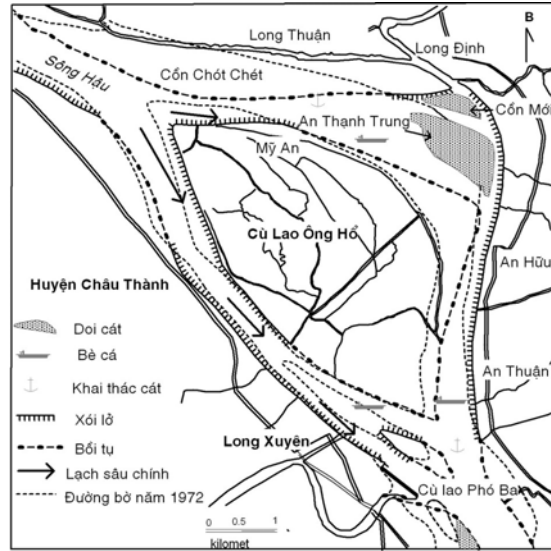 Long Thuận
B
Long Định
Sông Hậu
Cồn Chót Chét
Cồn Mới
An Thạnh Trung
Mỹ An
Cù Lao Ông Hổ
An Hữu
Huyện Châu Thành
Doi cát
Bè cá
An Thuận
Khai thác cát
Xói lở
Bồi tụ
Long Xuyên
Lạch sâu chính
Cù lao Phó Ba
Đường bờ năm 1972
0 0.5 1
kilomet